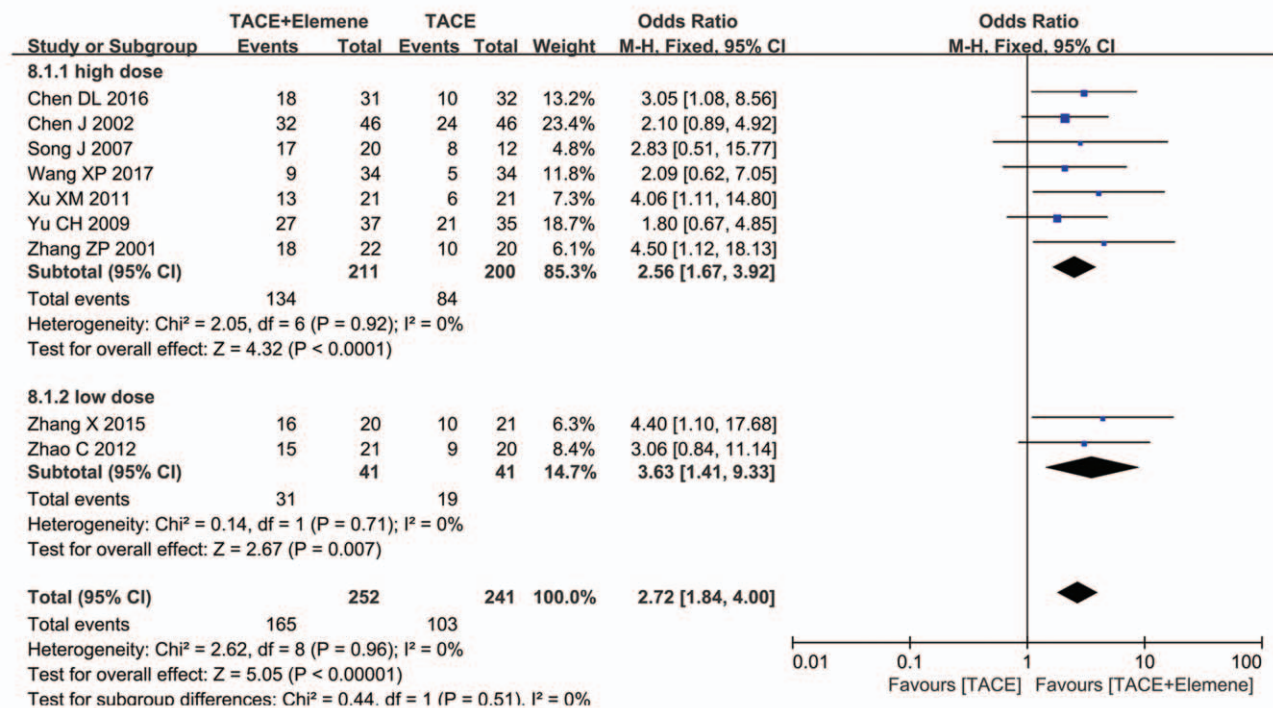 TACE+Elemene TACE Odds Ratio Odds Ratio
Study or Subgroup Events Total Events Total Weight M-H, Fixed, 95% CI M-H, Fixed, 95% CI
8.1.1 high dose
Chen DL 2016 18 31 10 32 13.2% 3.05 [1.08, 8.56]
Chen J 2002 32 46 24 46 23.4% 2.10 [0.89, 4.92]
Song J 2007 17 20 8 12 4.8% 2.83 [0.51, 15.77]
Wang XP 2017 9 34 5 34 11.8% 2.09 [0.62, 7.05]
Xu XM 2011 13 21 6 21 7.3% 4.06 [1.11, 14.80]
Yu CH 2009 27 37 21 35 18.7% 1.80 [0.67, 4.85]
Zhang ZP 2001 18 22 10 20 6.1% 4.50 [1.12, 18.13]
Subtotal (95% CI) 211 200 85.3% 2.56 [1.67, 3.92]
Total events 134 84
Heterogeneity: Chi² = 2.05, df = 6 (P = 0.92); I² = 0%
Test for overall effect: Z = 4.32 (P < 0.0001)
8.1.2 low dose
Zhang X 2015 16 20 10 21 6.3% 4.40 [1.10, 17.68]
Zhao C 2012 15 21 9 20 8.4% 3.06 [0.84, 11.14]
Subtotal (95% CI) 41 41 14.7% 3.63 [1.41, 9.33]
Total events 31 19
Heterogeneity: Chi² = 0.14, df = 1 (P = 0.71); I² = 0%
Test for overall effect: Z = 2.67 (P = 0.007)
Total (95% CI) 252 241 100.0% 2.72 [1.84, 4.00]
Total events 165 103
Heterogeneity: Chi² = 2.62, df = 8 (P = 0.96); I² = 0%
Test for overall effect: Z = 5.05 (P < 0.00001)
Test for subgroup differences: Chi² = 0.44, df = 1 (P = 0.51), I² = 0%
0.01 0.1 1 10 100
Favours [TACE] Favours [TACE+Elemene]